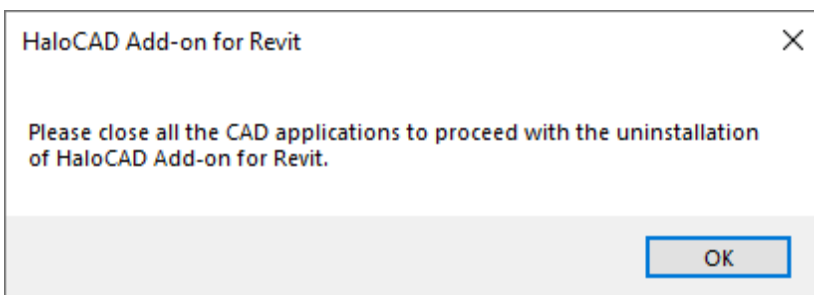 HaloCAD Add-on for Revit
Please close all the CAD applications to proceed with the uninstallation
of HaloCAD Add-on for Revit.
OK